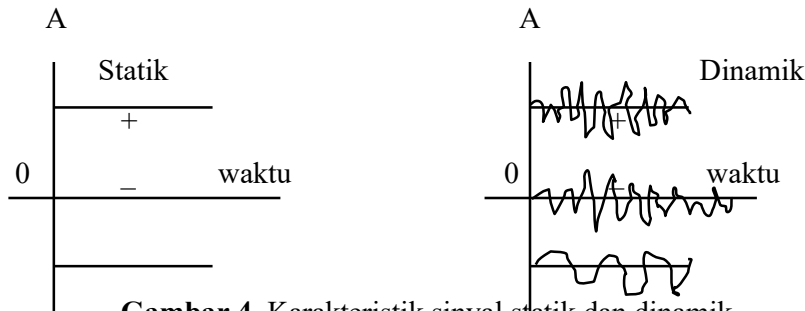 A A
Statik Dinamik
+ +
0 – waktu 0 – waktu
Gambar 4. Karakteristik sinyal statik dan dinamik